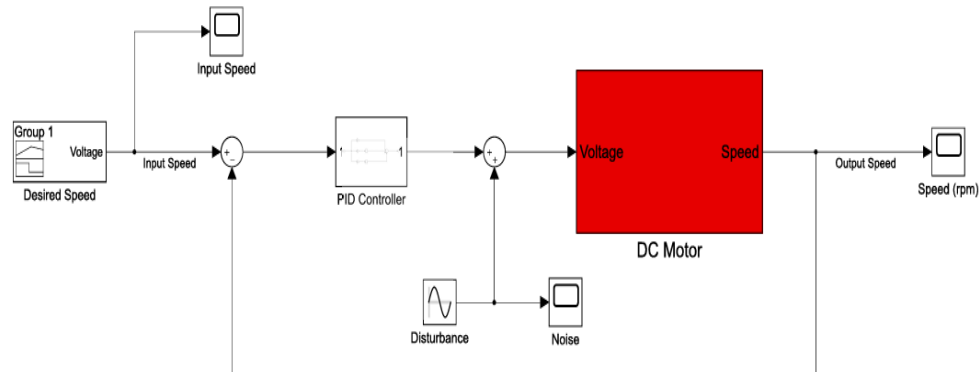 Input Speed
Group 1
Voltage
Input Speed
Desired Speed
+
−
1
1
PID Controller
+
+
Voltage
Speed
DC Motor
Output Speed
Speed (rpm)
Disturbance
Noise